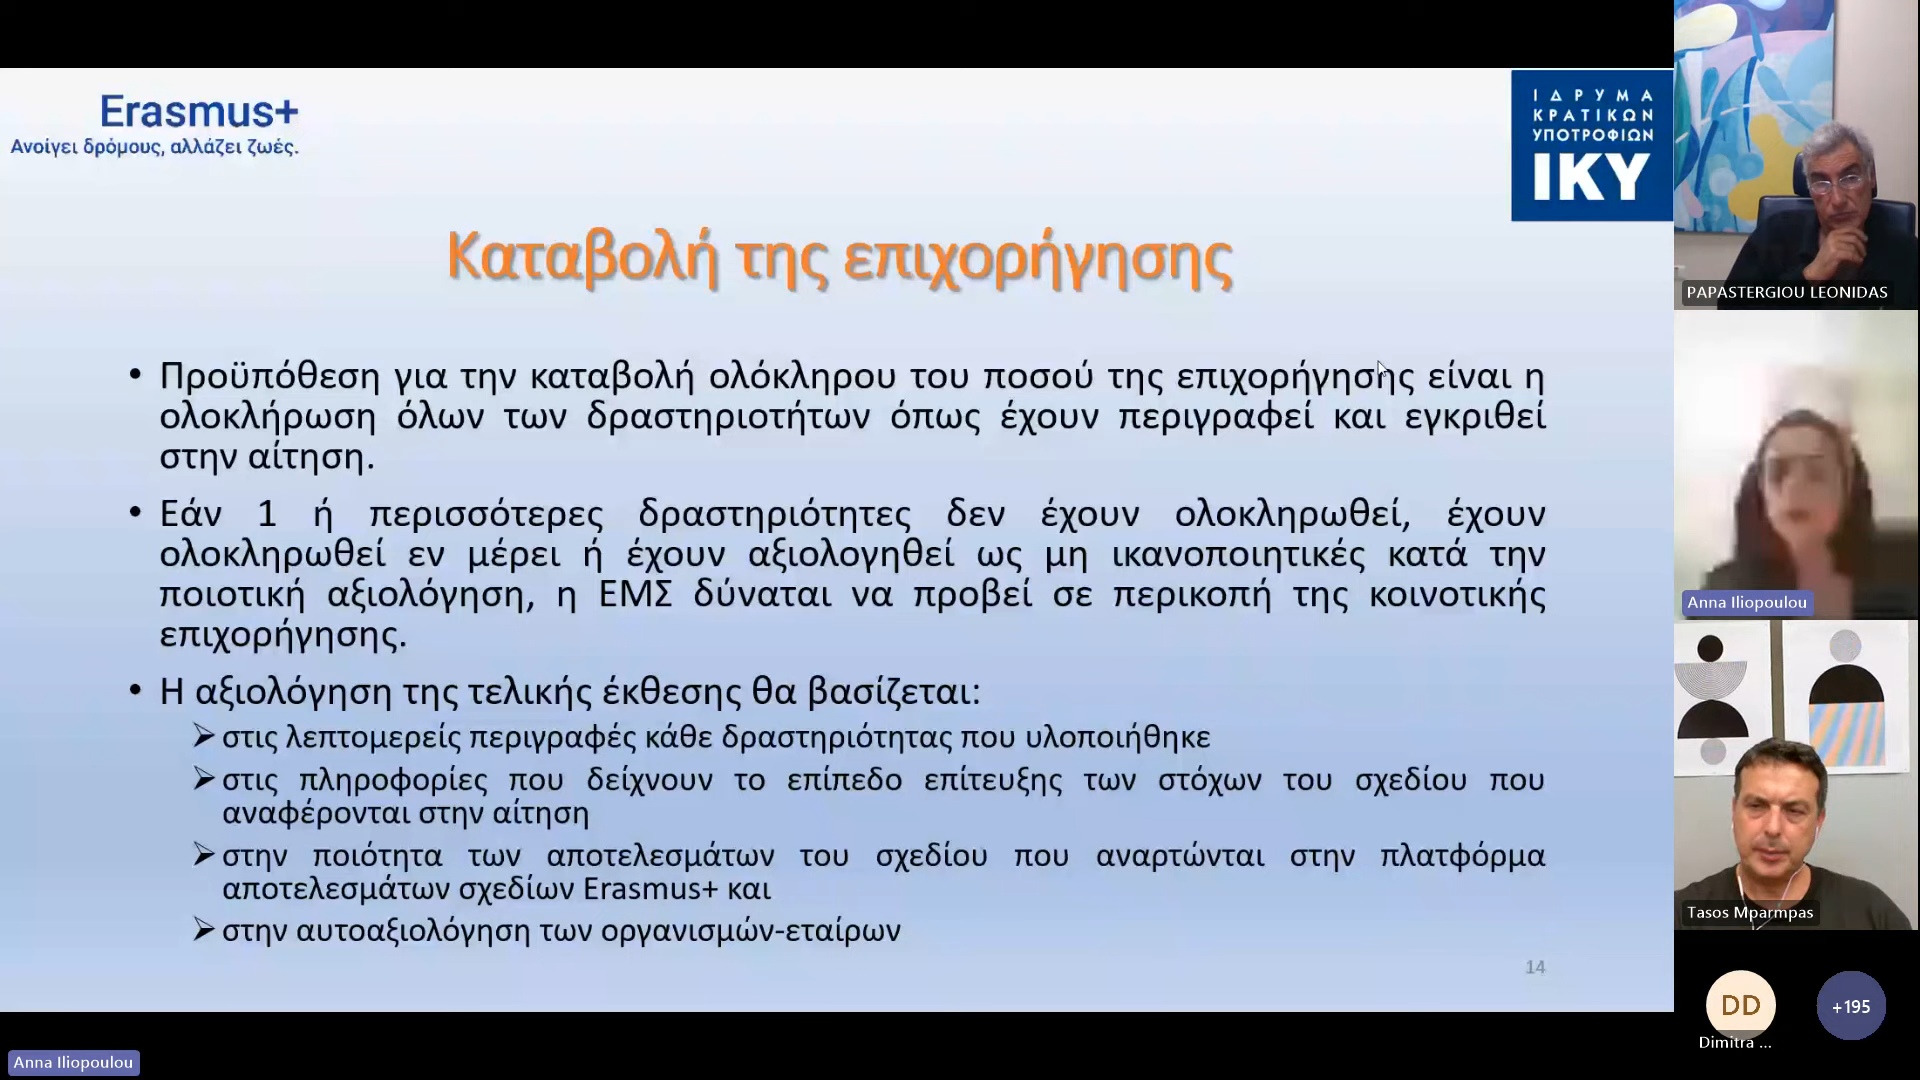 Erasmus+
Ανοίγει δρόμους, αλλάζει ζωές.
ΙΔΡΥΜΑ
ΚΡΑΤΙΚΩΝ
ΥΠΟΤΡΟΦΙΩΝ
ΙΚΥ
Καταβολή της επιχορήγησης
• Προϋπόθεση για την καταβολή ολόκληρου του ποσού της επιχορήγησης είναι η
ολοκλήρωση όλων των δραστηριοτήτων όπως έχουν περιγραφεί και εγκριθεί
στην αίτηση.
• Εάν 1 ή περισσότερες δραστηριότητες δεν έχουν ολοκληρωθεί, έχουν
ολοκληρωθεί εν μέρει ή έχουν αξιολογηθεί ως μη ικανοποιητικές κατά την
ποιοτική αξιολόγηση, η ΕΜΣ δύναται να προβεί σε περικοπή της κοινοτικής
επιχορήγησης.
• Η αξιολόγηση της τελικής έκθεσης θα βασίζεται:
➢ στις λεπτομερείς περιγραφές κάθε δραστηριότητας που υλοποιήθηκε
➢ στις πληροφορίες που δείχνουν το επίπεδο επίτευξης των στόχων του σχεδίου που
αναφέρονται στην αίτηση
➢ στην ποιότητα των αποτελεσμάτων του σχεδίου που αναρτώνται στην πλατφόρμα
αποτελεσμάτων σχεδίων Erasmus+ και
➢ στην αυτοαξιολόγηση των οργανισμών-εταίρων
14
PAPASTERGIOU LEONIDAS
Anna Iliopoulou
Tasos Mparmpas
DD
+195
Dimitra ...
Anna Iliopoulou